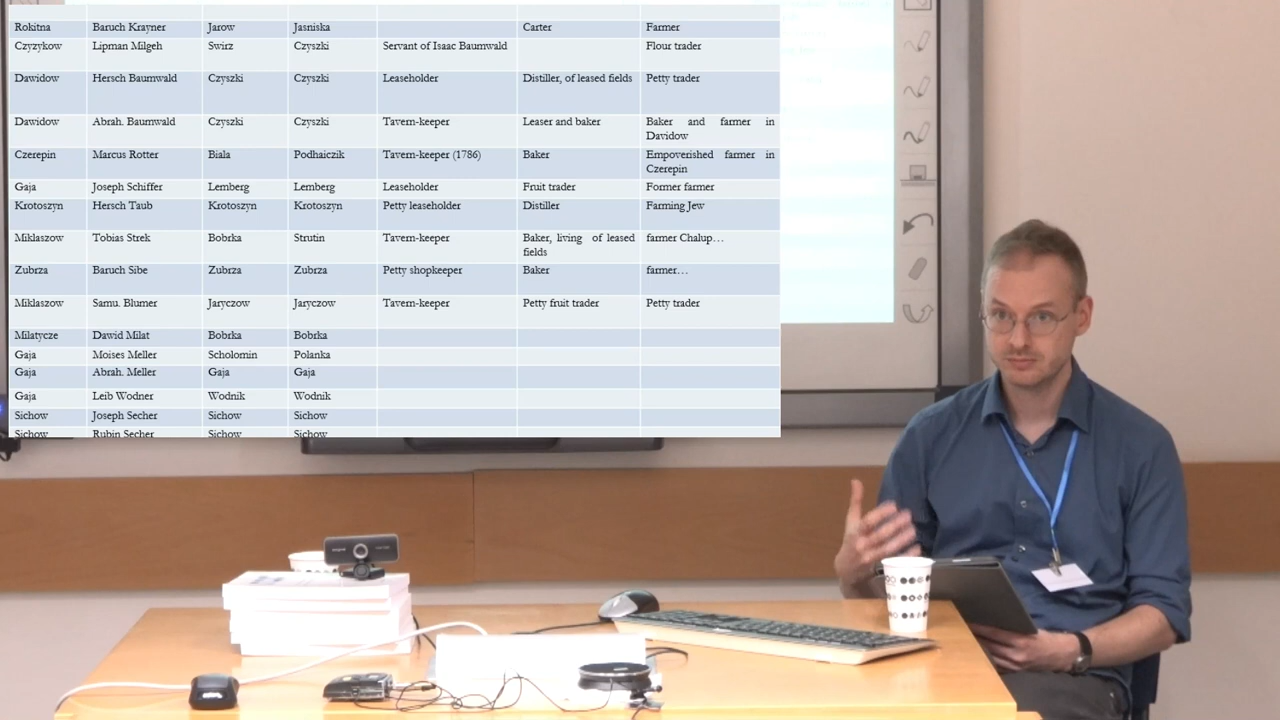 Rokitna Baruch Krayner Jarow Jasniska Carter Farmer
Czyzykow Lipman Milgeh Swirz Czyszki Servant of Isaac Baumwald Flour trader
Dawidow Hersch Baumwald Czyszki Czyszki Leaseholder Distiller, of leased fields Petty trader
Dawidow Abrah. Baumwald Czyszki Czyszki Tavern-keeper Leaser and baker Baker and farmer in
Davidow
Czerepin Marcus Rotter Biala Podhaiczik Tavern-keeper (1786) Baker Empoverished farmer in
Czerepin
Gaja Joseph Schiffer Lemberg Lemberg Leaseholder Fruit trader Former farmer
Krotoszyn Hersch Taub Krotoszyn Krotoszyn Petty leaseholder Distiller Farming Jew
Miklaszow Tobias Strek Bobrka Strutin Tavern-keeper Baker, living of leased farmer Chalup…
fields
Zubrza Baruch Sibe Zubrza Zubrza Petty shopkeeper Baker farmer…
Miklaszow Samu. Blumer Jaryczow Jaryczow Tavern-keeper Petty fruit trader Petty trader
Milatycze Dawid Milat Bobrka Bobrka
Gaja Moises Meller Scholomin Polanka
Gaja Abrah. Meller Gaja Gaja
Gaja Leib Wodner Wodnik Wodnik
Sichow Joseph Secher Sichow Sichow
Sichow Rubin Secher Sichow Sichow